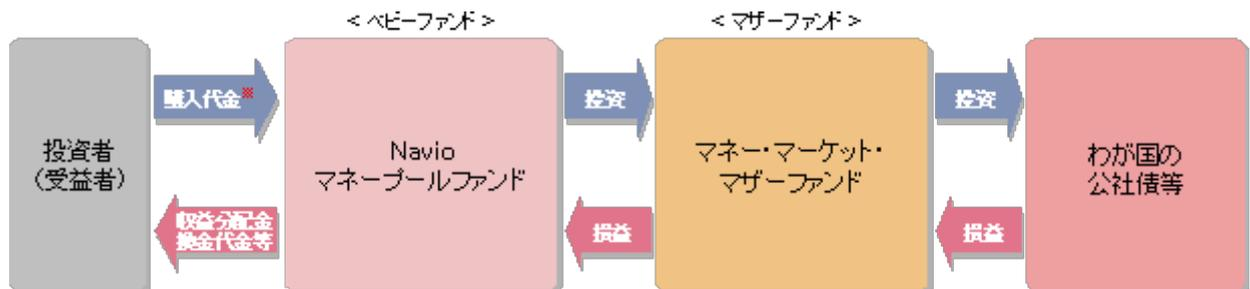 ＜ベビーファンド＞
＜マザーファンド＞
投資者
（受益者）
購入代金※
収益分配金
換金代金等
Navio
マネープールファンド
投資
損益
マネー・マーケット・
マザーファンド
投資
損益
わが国の
公社債等